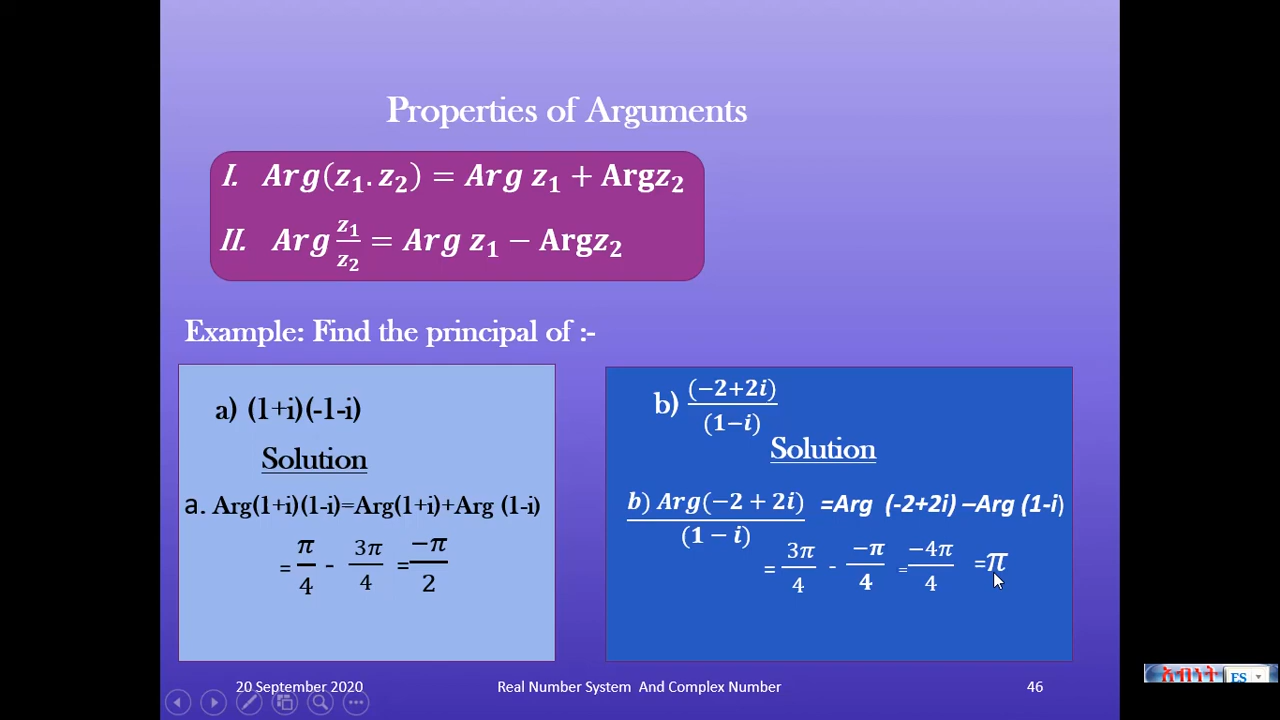 Properties of Arguments
I. Arg(z₁.z₂) = Arg z₁ + Argz₂
II. Arg z₁/z₂ = Arg z₁ − Argz₂
Example: Find the principal of :-
a) (1+i)(-1-i)
Solution
a. Arg(1+i)(1-i)=Arg(1+i)+Arg (1-i)
= π/4 - 3π/4 = −π/2
b) (−2+2i)/(1−i)
Solution
b) Arg(−2 + 2i)/(1 − i) =Arg (-2+2i) –Arg (1-i)
= 3π/4 - −π/4 = −4π/4 =π
20 September 2020
Real Number System And Complex Number
46
አበነት
ES